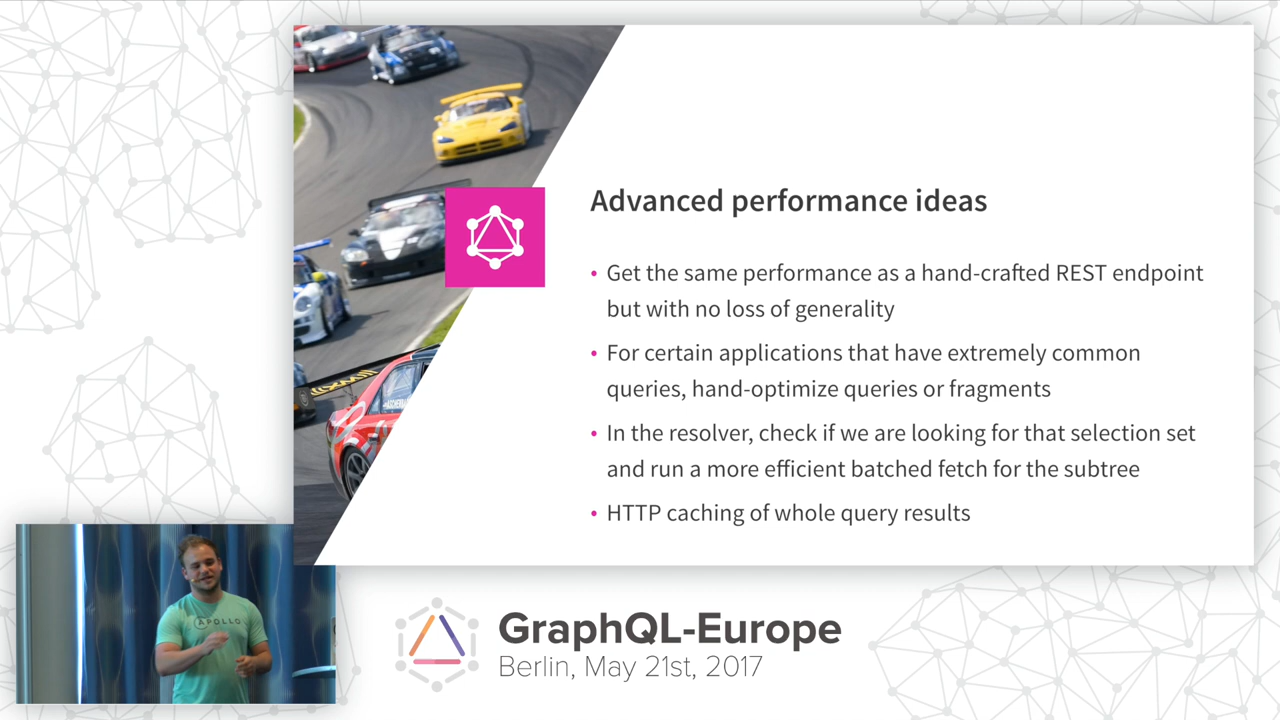 Advanced performance ideas
• Get the same performance as a hand-crafted REST endpoint
but with no loss of generality
• For certain applications that have extremely common
queries, hand-optimize queries or fragments
• In the resolver, check if we are looking for that selection set
and run a more efficient batched fetch for the subtree
• HTTP caching of whole query results
APOLLO
GraphQL-Europe
Berlin, May 21st, 2017